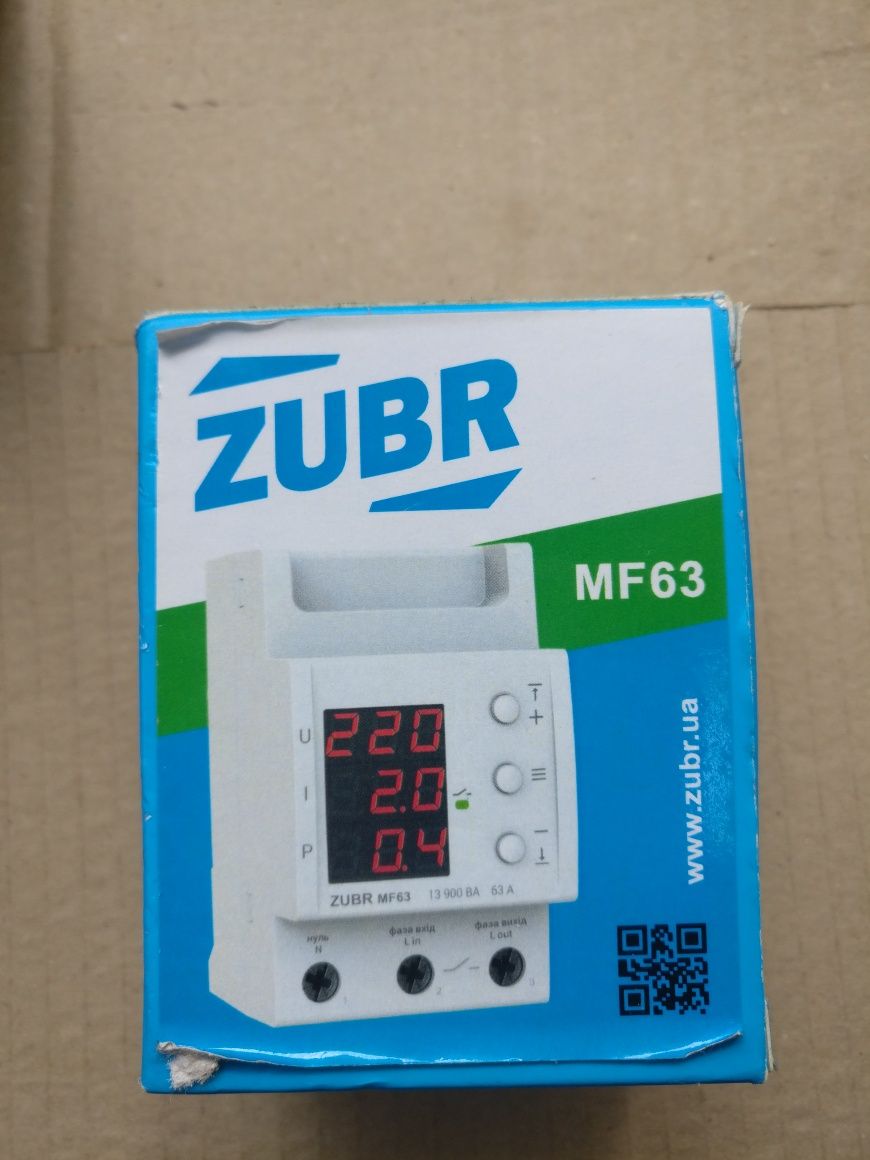 ZUBR
MF63
U 220
I 2.0
P 0.4
+
ZUBR MF63 13 900 ВА 63 А
нуль
N
фаза вхід
L in
фаза вихід
L out
1
2
3
www.zubr.ua